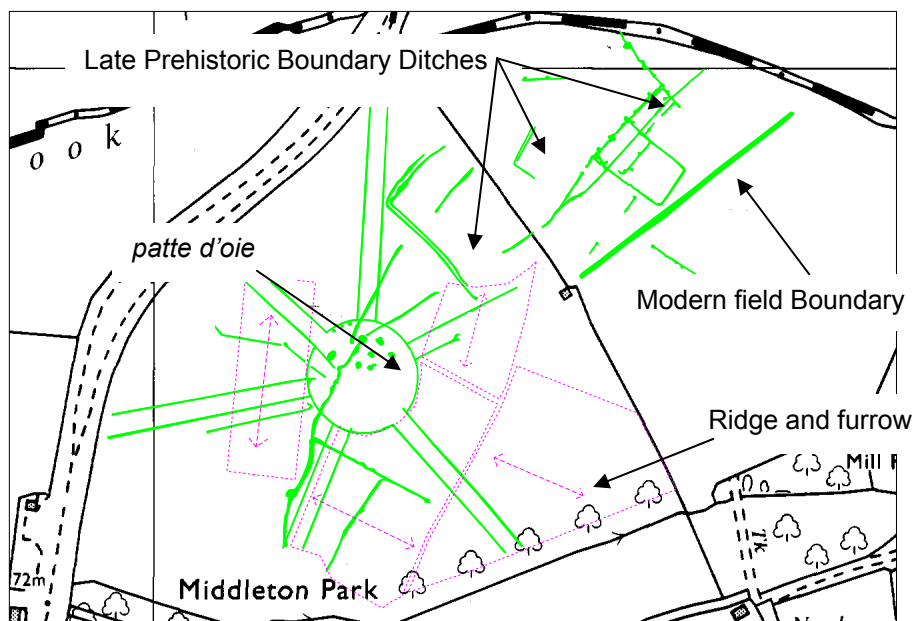 Late Prehistoric Boundary Ditches
o o k
patte d'oie
Modern field Boundary
Ridge and furrow
Mill
Tk
72m
Middleton Park